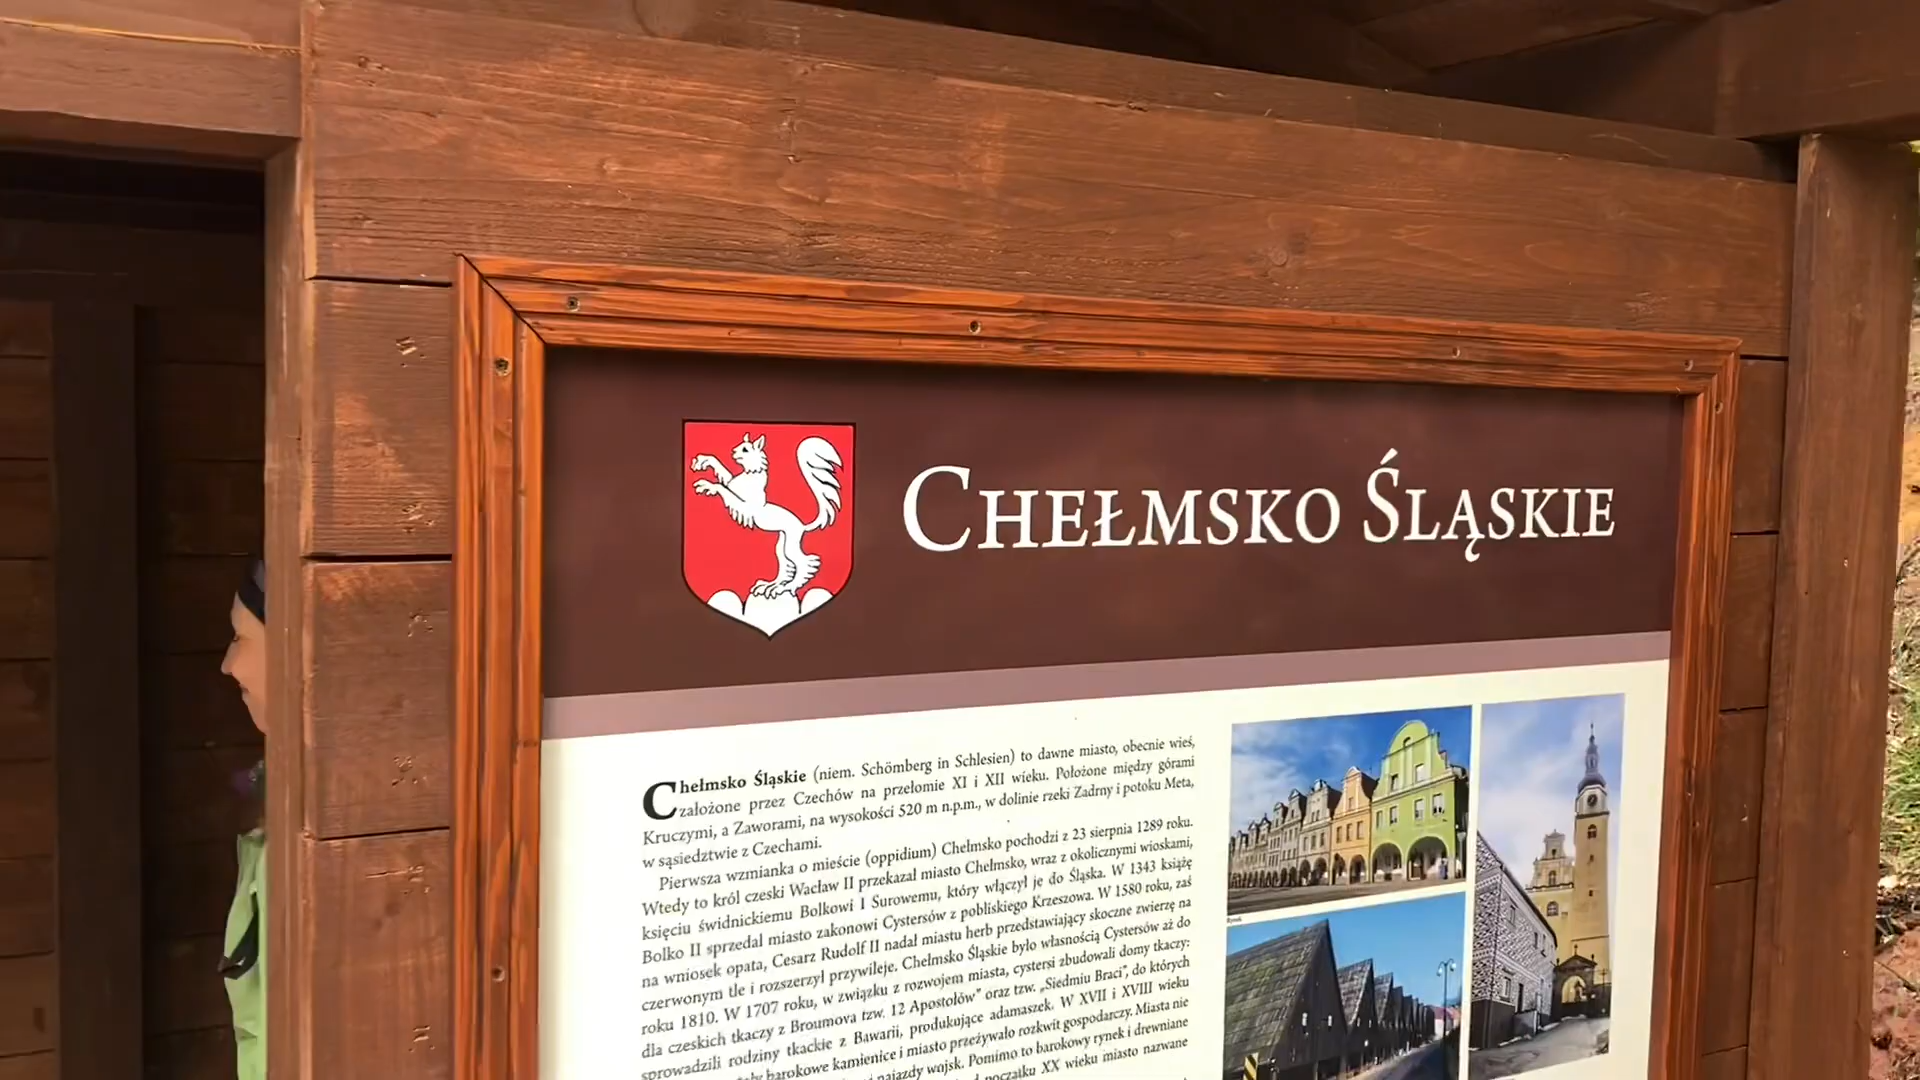 CHEŁMSKO ŚLĄSKIE
Chełmsko Śląskie (niem. Schömberg in Schlesien) to dawne miasto, obecnie wieś,
założone przez Czechów na przełomie XI i XII wieku. Położone między górami
Kruczymi, a Zaworami, na wysokości 520 m n.p.m., w dolinie rzeki Zadrny i potoku Meta,
w sąsiedztwie z Czechami.
Pierwsza wzmianka o mieście (oppidium) Chełmsko pochodzi z 23 sierpnia 1289 roku.
Wtedy to król czeski Wacław II przekazał miasto Chełmsko, wraz z okolicznymi wioskami,
księciu świdnickiemu Bolkowi I Surowemu, który włączył je do Śląska. W 1343 książę
Bolko II sprzedał miasto zakonowi Cystersów z pobliskiego Krzeszowa. W 1580 roku, zaś
na wniosek opata, Cesarz Rudolf II nadał miastu herb przedstawiający skoczne zwierzę na
czerwonym tle i rozszerzył przywileje. Chełmsko Śląskie było własnością Cystersów aż do
roku 1810. W 1707 roku, w związku z rozwojem miasta, cystersi zbudowali domy tkaczy:
dla czeskich tkaczy z Broumova tzw. 12 Apostołów” oraz tzw. „Siedmiu Braci”, do których
sprowadzili rodziny tkackie z Bawarii, produkujące adamaszek. W XVII i XVIII wieku
barokowe kamienice i miasto przeżywało rozkwit gospodarczy. Miasta nie
najazdy wojsk. Pomimo to barokowy rynek i drewniane
początku XX wieku miasto nazwane
Rynek